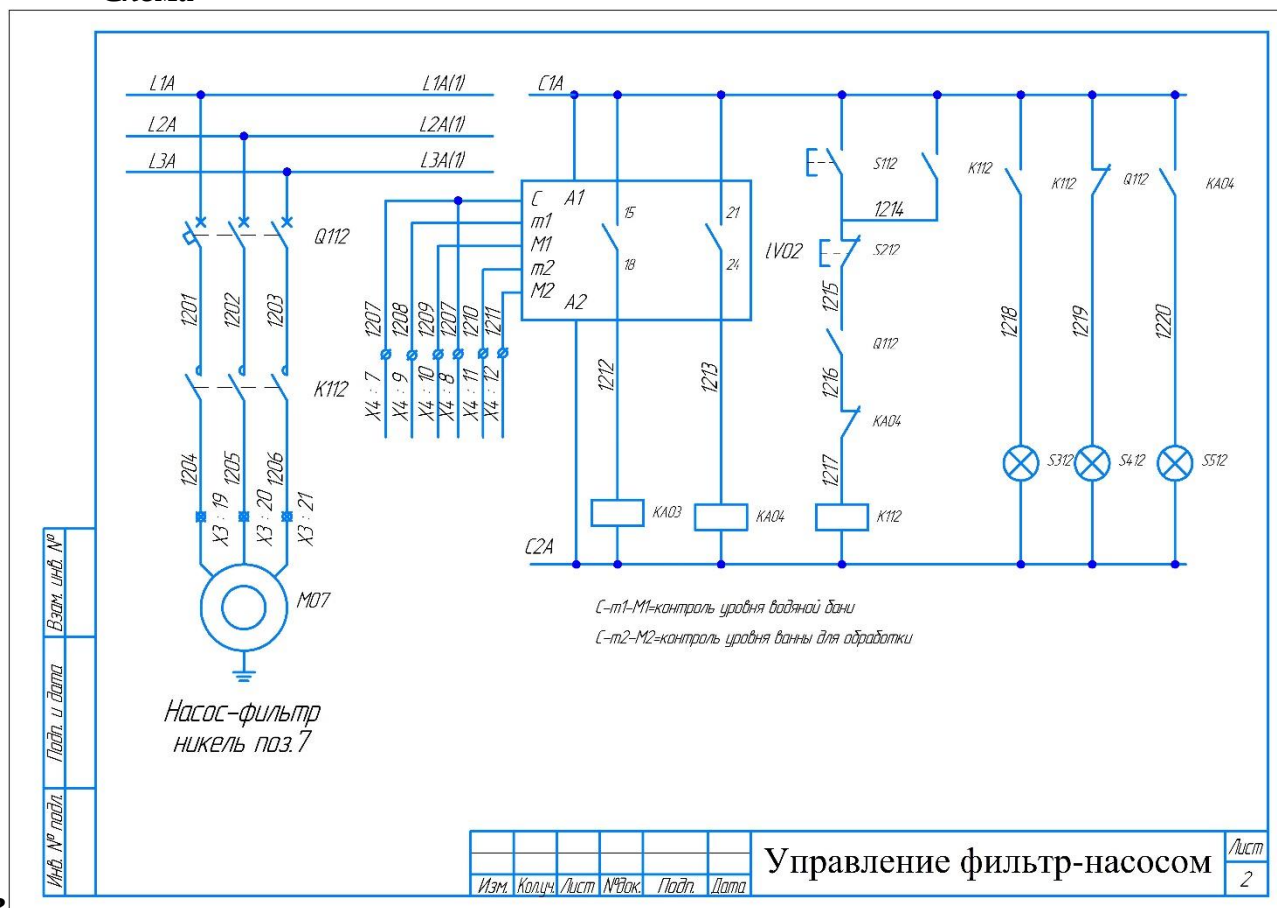 L1A
L1A(1)
C1A
L2A
L2A(1)
L3A
L3A(1)
S112
K112
K112
Q112
KA04
C
A1
15
21
m1
M1
m2
M2
A2
18
24
LV02
1214
S212
Q112
1201
1202
1203
1207
1208
1209
1207
1210
1211
1212
1213
1215
1218
1219
1220
Q112
1216
K112
X4 : 7
X4 : 9
X4 : 10
X4 : 8
X4 : 11
X4 : 12
KA04
1217
1204
1205
1206
X3 : 19
X3 : 20
X3 : 21
S312
S412
S512
KA03
KA04
K112
C2A
M07
C-m1-M1=контроль уровня водяной бани
C-m2-M2=контроль уровня ванны для обработки
Насос-фильтр
никель поз.7
Взам. инв. №
Подп. и дата
Инв. № подл.
Управление фильтр-насосом
Лист
2
Изм.
Колуч.
Лист
№док.
Подп.
Дата